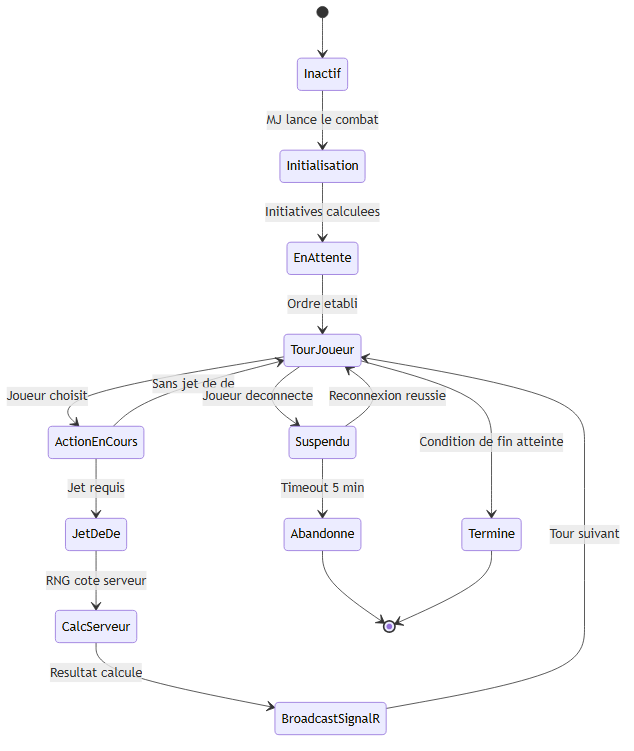 Inactif
MJ lance le combat
Initialisation
Initiatives calculees
EnAttente
Ordre etabli
TourJoueur
Joueur choisit
Sans jet de de
Joueur deconnecte
Reconnexion reussie
ActionEnCours
Suspendu
Condition de fin atteinte
Jet requis
Timeout 5 min
JetDeDe
Abandonne
Termine
Tour suivant
RNG cote serveur
CalcServeur
Resultat calcule
BroadcastSignalR